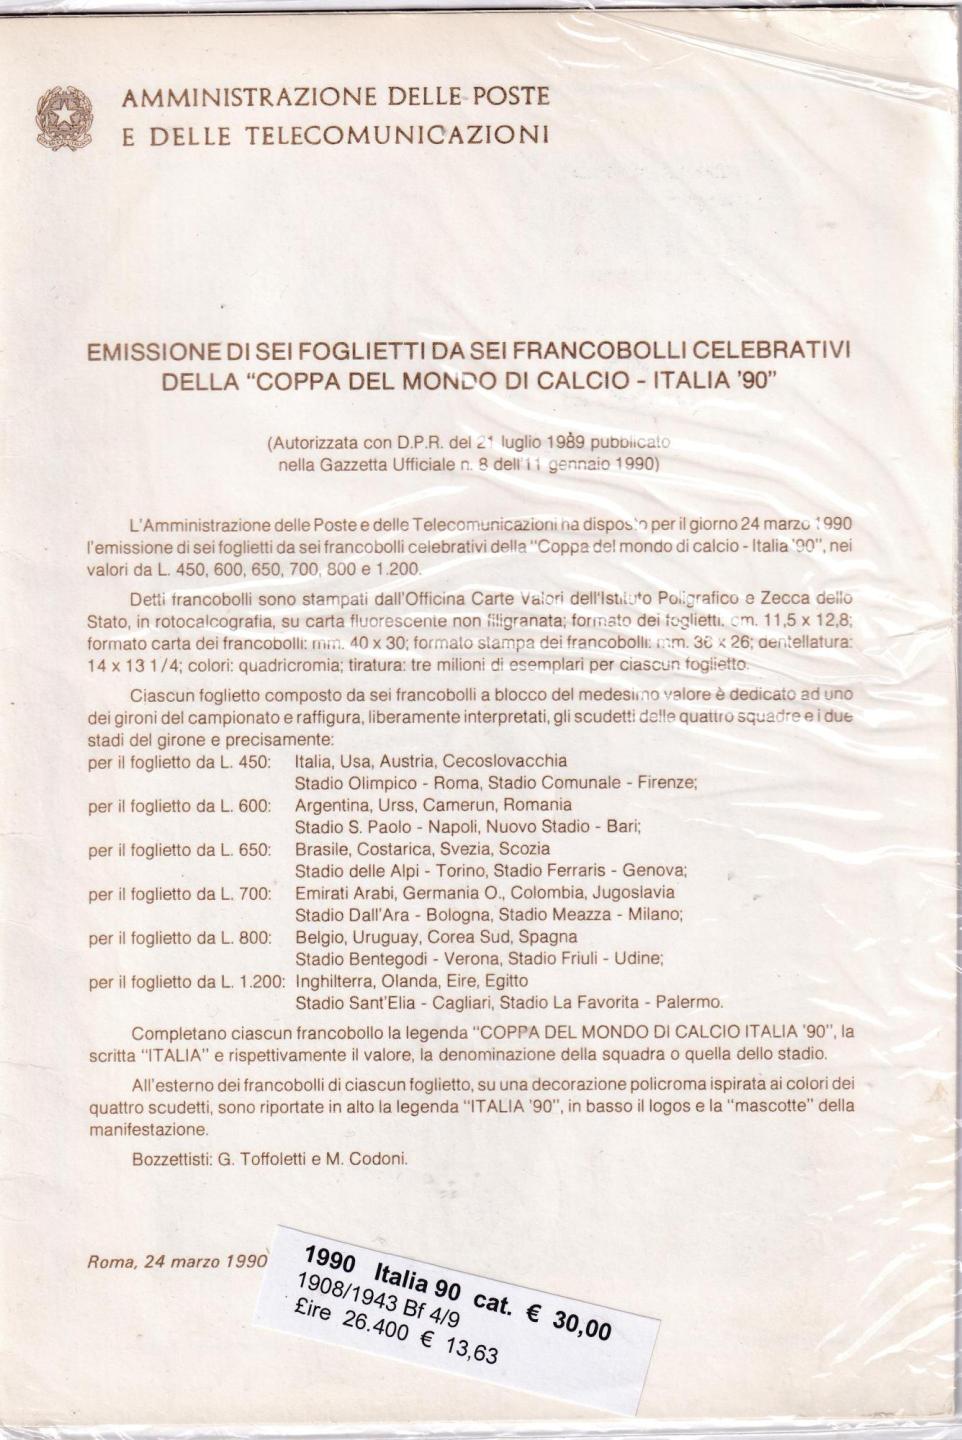 AMMINISTRAZIONE DELLE POSTE
E DELLE TELECOMUNICAZIONI
EMISSIONE DI SEI FOGLIETTI DA SEI FRANCOBOLLI CELEBRATIVI
DELLA "COPPA DEL MONDO DI CALCIO - ITALIA '90"
(Autorizzata con D.P.R. del 21 luglio 1989 pubblicato
nella Gazzetta Ufficiale n. 8 dell'11 gennaio 1990)
L'Amministrazione delle Poste e delle Telecomunicazioni ha disposto per il giorno 24 marzo 1990
l'emissione di sei foglietti da sei francobolli celebrativi della "Coppa del mondo di calcio - Italia '90", nei
valori da L. 450, 600, 650, 700, 800 e 1.200.
Detti francobolli sono stampati dall'Officina Carte Valori dell'Istituto Poligrafico e Zecca dello
Stato, in rotocalcografia, su carta fluorescente non filigranata; formato dei foglietti: cm. 11,5 x 12,8;
formato carta dei francobolli: mm. 40 x 30; formato stampa dei francobolli: mm. 36 x 26; dentellatura:
14 x 13 1/4; colori: quadricromia; tiratura: tre milioni di esemplari per ciascun foglietto.
Ciascun foglietto composto da sei francobolli a blocco del medesimo valore è dedicato ad uno
dei gironi del campionato e raffigura, liberamente interpretati, gli scudetti delle quattro squadre e i due
stadi del girone e precisamente:
per il foglietto da L. 450: Italia, Usa, Austria, Cecoslovacchia
Stadio Olimpico - Roma, Stadio Comunale - Firenze;
per il foglietto da L. 600: Argentina, Urss, Camerun, Romania
Stadio S. Paolo - Napoli, Nuovo Stadio - Bari;
per il foglietto da L. 650: Brasile, Costarica, Svezia, Scozia
Stadio delle Alpi - Torino, Stadio Ferraris - Genova;
per il foglietto da L. 700: Emirati Arabi, Germania O., Colombia, Jugoslavia
Stadio Dall'Ara - Bologna, Stadio Meazza - Milano;
per il foglietto da L. 800: Belgio, Uruguay, Corea Sud, Spagna
Stadio Bentegodi - Verona, Stadio Friuli - Udine;
per il foglietto da L. 1.200: Inghilterra, Olanda, Eire, Egitto
Stadio Sant'Elia - Cagliari, Stadio La Favorita - Palermo.
Completano ciascun francobollo la legenda "COPPA DEL MONDO DI CALCIO ITALIA '90", la
scritta "ITALIA" e rispettivamente il valore, la denominazione della squadra o quella dello stadio.
All'esterno dei francobolli di ciascun foglietto, su una decorazione policroma ispirata ai colori dei
quattro scudetti, sono riportate in alto la legenda "ITALIA '90", in basso il logos e la "mascotte" della
manifestazione.
Bozzettisti: G. Toffoletti e M. Codoni.
Roma, 24 marzo 1990
1990 Italia 90 cat. € 30,00
1908/1943 Bf 4/9
£ire 26.400 € 13,63